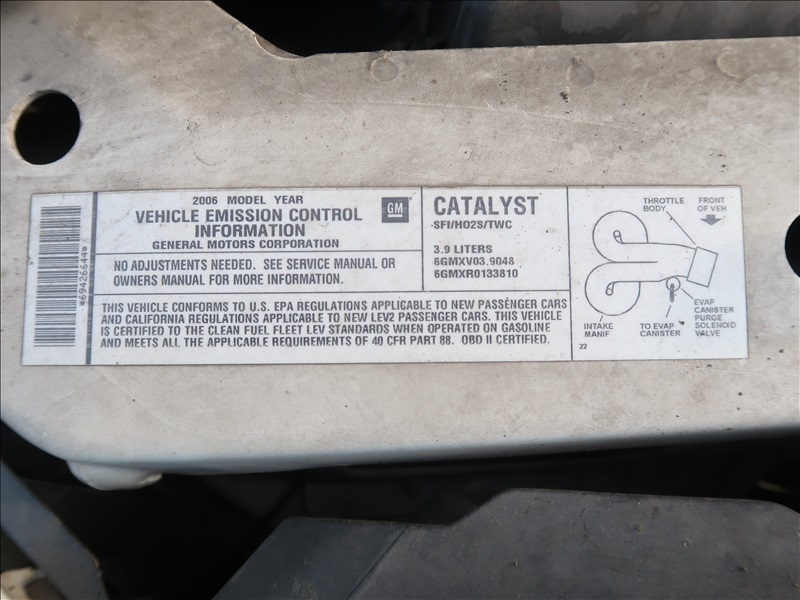 *69426644*
2006 MODEL YEAR
VEHICLE EMISSION CONTROL
INFORMATION
GENERAL MOTORS CORPORATION
GM
NO ADJUSTMENTS NEEDED. SEE SERVICE MANUAL OR
OWNERS MANUAL FOR MORE INFORMATION.
CATALYST
-SFI/HO2S/TWC
3.9 LITERS
6GMXV03.9048
6GMXR0133810
THIS VEHICLE CONFORMS TO U.S. EPA REGULATIONS APPLICABLE TO NEW PASSENGER CARS
AND CALIFORNIA REGULATIONS APPLICABLE TO NEW LEV2 PASSENGER CARS. THIS VEHICLE
IS CERTIFIED TO THE CLEAN FUEL FLEET LEV STANDARDS WHEN OPERATED ON GASOLINE
AND MEETS ALL THE APPLICABLE REQUIREMENTS OF 40 CFR PART 88. OBD II CERTIFIED.
THROTTLE
BODY
FRONT
OF VEH
INTAKE
MANIF
TO EVAP
CANISTER
EVAP
CANISTER
PURGE
SOLENOID
VALVE
22